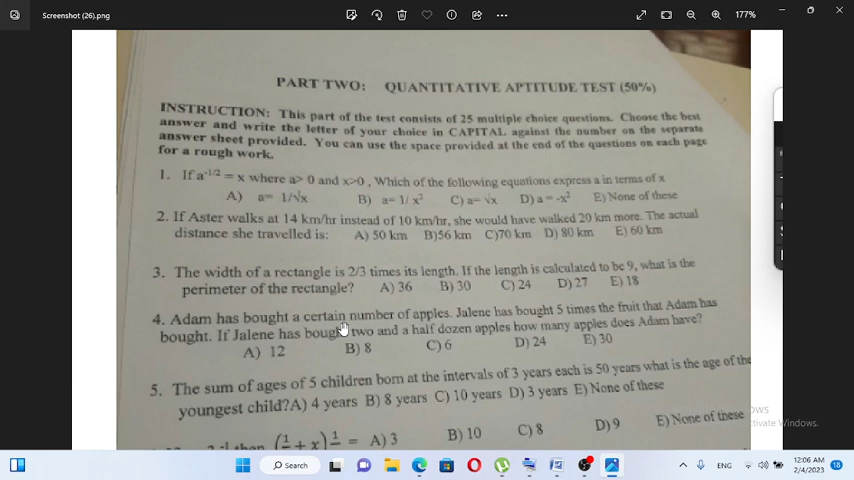 Screenshot (26).png
177%
PART TWO: QUANTITATIVE APTITUDE TEST (50%)
INSTRUCTION: This part of the test consists of 25 multiple choice questions. Choose the best
answer and write the letter of your choice in CAPITAL against the number on the separate
answer sheet provided. You can use the space provided at the end of the questions on each page
for a rough work.
1. If a⁻¹/² = x where a> 0 and x>0 , Which of the following equations express a in terms of x
A) a= 1/√x B) a= 1/ x² C) a= √x D) a = -x² E) None of these
2. If Aster walks at 14 km/hr instead of 10 km/hr, she would have walked 20 km more. The actual
distance she travelled is: A) 50 km B)56 km C)70 km D) 80 km E) 60 km
3. The width of a rectangle is 2/3 times its length. If the length is calculated to be 9, what is the
perimeter of the rectangle? A) 36 B) 30 C) 24 D) 27 E) 18
4. Adam has bought a certain number of apples. Jalene has bought 5 times the fruit that Adam has
bought. If Jalene has bought two and a half dozen apples how many apples does Adam have?
A) 12 B) 8 C) 6 D) 24 E) 30
5. The sum of ages of 5 children born at the intervals of 3 years each is 50 years what is the age of the
youngest child?A) 4 years B) 8 years C) 10 years D) 3 years E) None of these
then (1/ + x) 1/ = A) 3 B) 10 C) 8 D) 9 E) None of these
ows
ctivate Windows.
Search
ENG
12:06 AM
2/4/2023
18